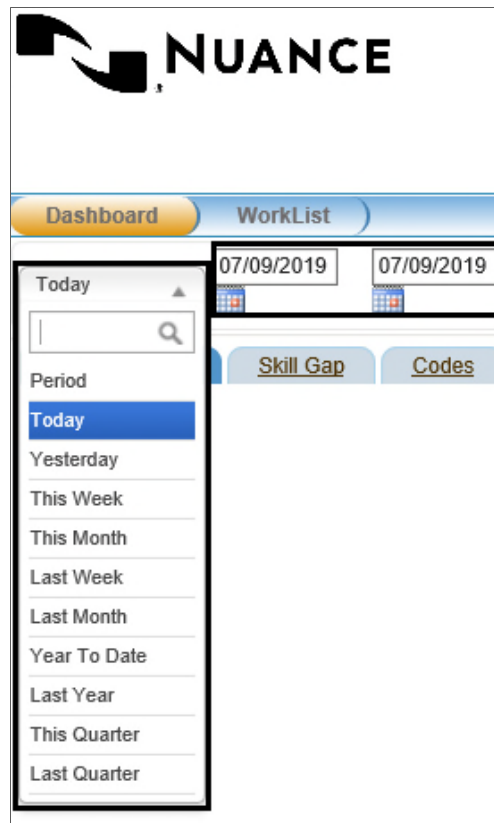 NUANCE
Dashboard WorkList
07/09/2019 07/09/2019
Today
Skill Gap Codes
Period
Today
Yesterday
This Week
This Month
Last Week
Last Month
Year To Date
Last Year
This Quarter
Last Quarter